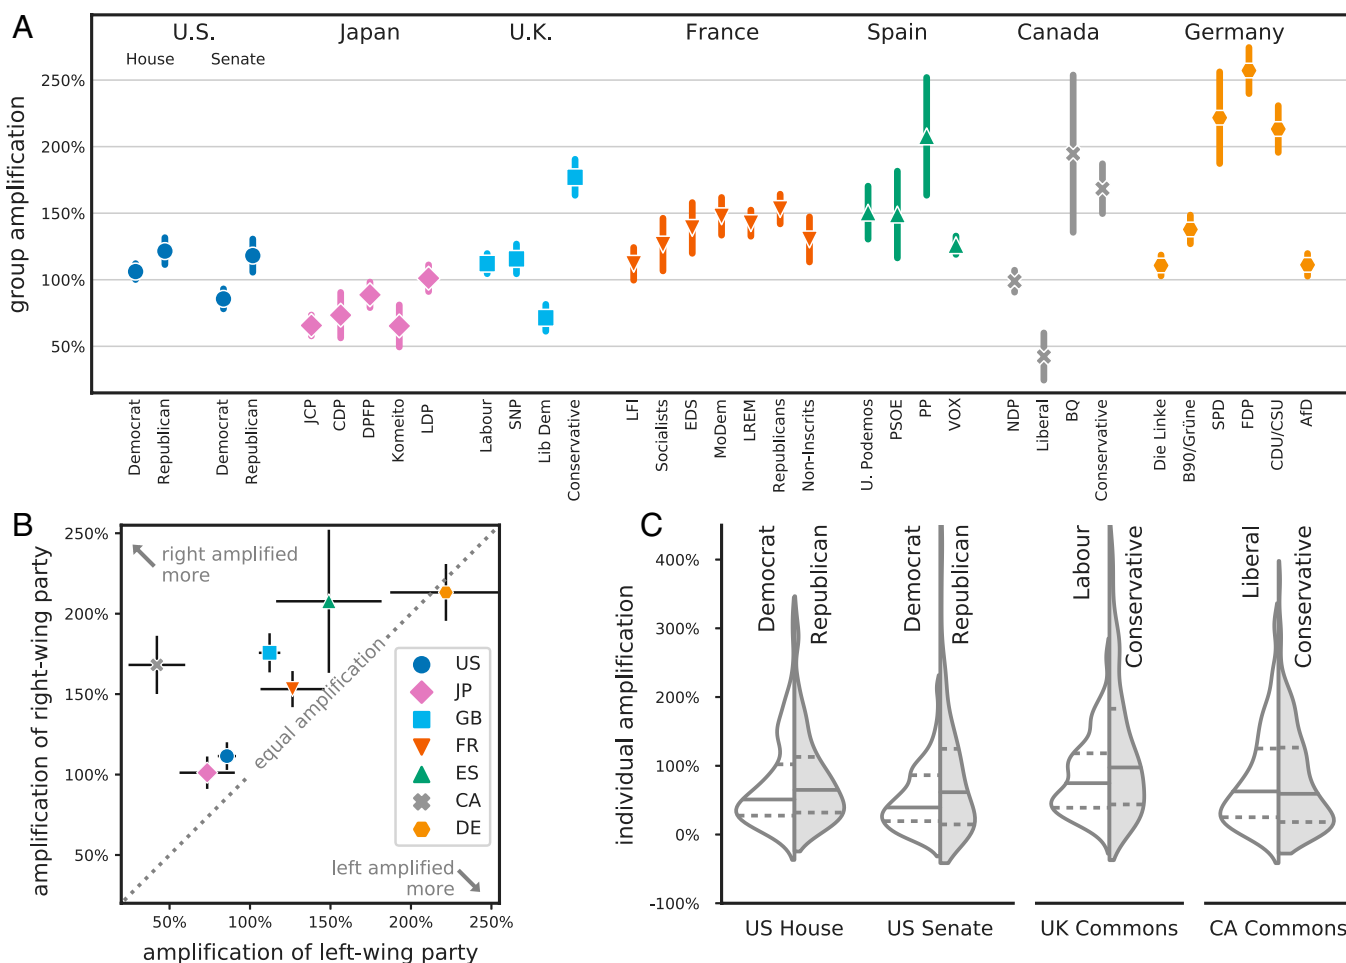 A
U.S.
Japan
U.K.
France
Spain
Canada
Germany
House
Senate
group amplification
250%
200%
150%
100%
50%
Democrat
Republican
Democrat
Republican
JCP
CDP
DPFP
Komeito
LDP
Labour
SNP
Lib Dem
Conservative
LFI
Socialists
EDS
MoDem
LREM
Republicans
Non-Inscrits
U. Podemos
PSOE
PP
VOX
NDP
Liberal
BQ
Conservative
Die Linke
B90/Grüne
SPD
FDP
CDU/CSU
AfD
B
amplification of right-wing party
250%
200%
150%
100%
50%
right amplified
more
equal amplification
US
JP
GB
FR
ES
CA
DE
left amplified
more
50%
100%
150%
200%
250%
amplification of left-wing party
C
individual amplification
400%
300%
200%
100%
0%
-100%
Democrat
Republican
Democrat
Republican
Labour
Conservative
Liberal
Conservative
US House
US Senate
UK Commons
CA Commons